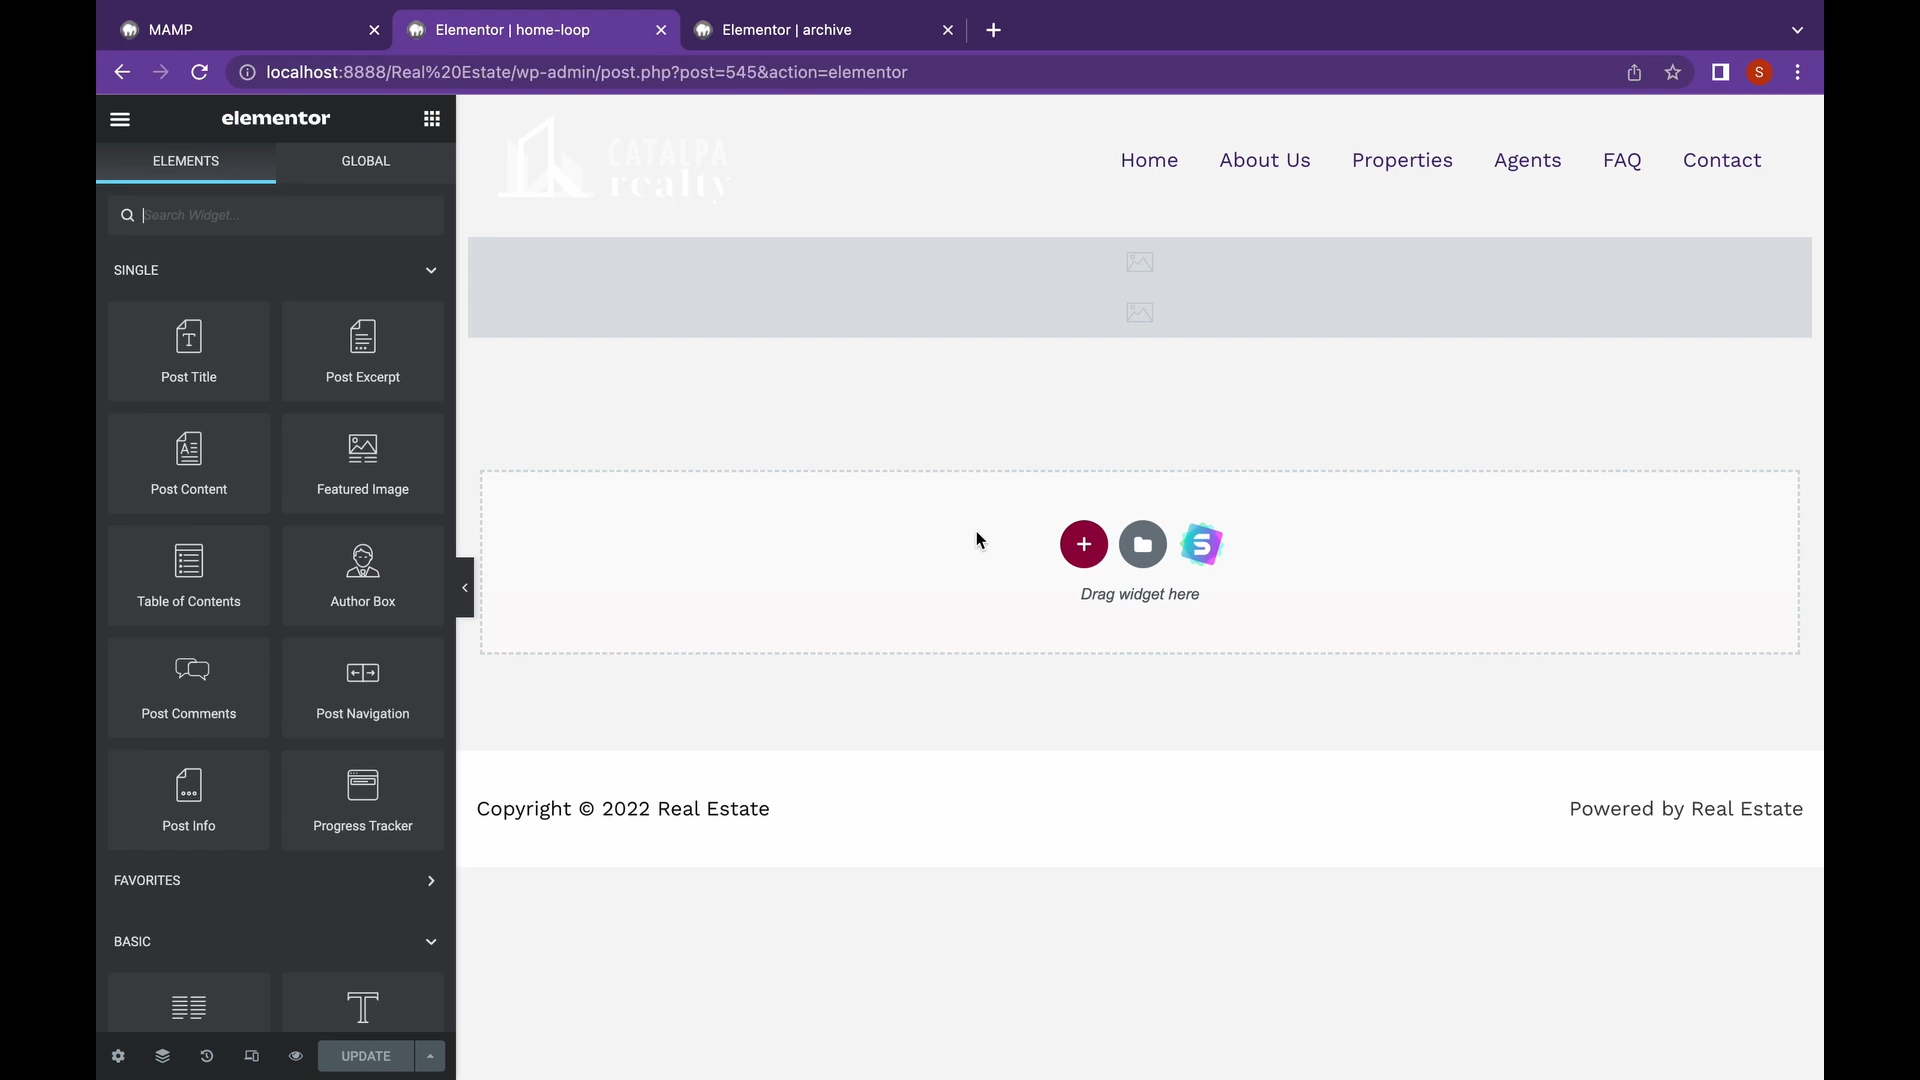 MAMP
Elementor | home-loop
Elementor | archive
localhost:8888/Real%20Estate/wp-admin/post.php?post=545&action=elementor
S
elementor
ELEMENTS
GLOBAL
Search Widget...
SINGLE
Post Title
Post Excerpt
Post Content
Featured Image
Table of Contents
Author Box
Post Comments
Post Navigation
Post Info
Progress Tracker
FAVORITES
BASIC
UPDATE
CATALPA
realty
Home
About Us
Properties
Agents
FAQ
Contact
Drag widget here
Copyright © 2022 Real Estate
Powered by Real Estate